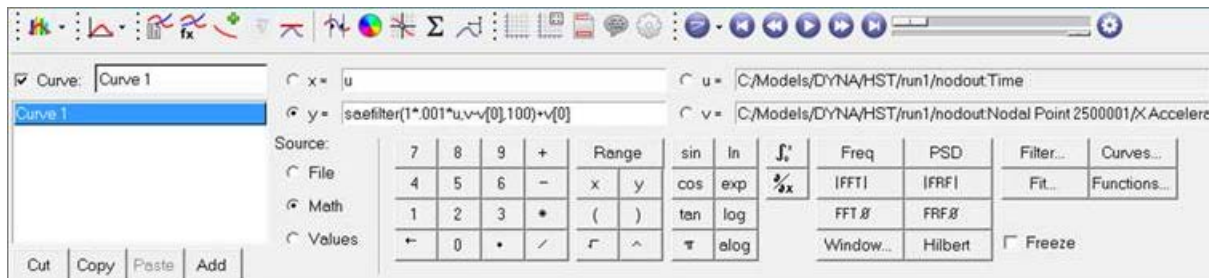 fx Σ
Curve: Curve 1 x = u u = C:/Models/DYNA/HST/run1/nodout:Time
Curve 1 y = saefilter(1*.001*u,v-v[0],100)+v[0] v = C:/Models/DYNA/HST/run1/nodout:Nodal Point 2500001/X Accelera
Source: 7 8 9 + Range sin ln Freq PSD Filter... Curves...
File 4 5 6 - x y cos exp ∂/∂x |FFT| |FRF| Fit... Functions...
Math 1 2 3 * ( ) tan log FFT Ø FRF Ø
Values ← 0 . / ^ π alog Window... Hilbert Freeze
Cut Copy Paste Add